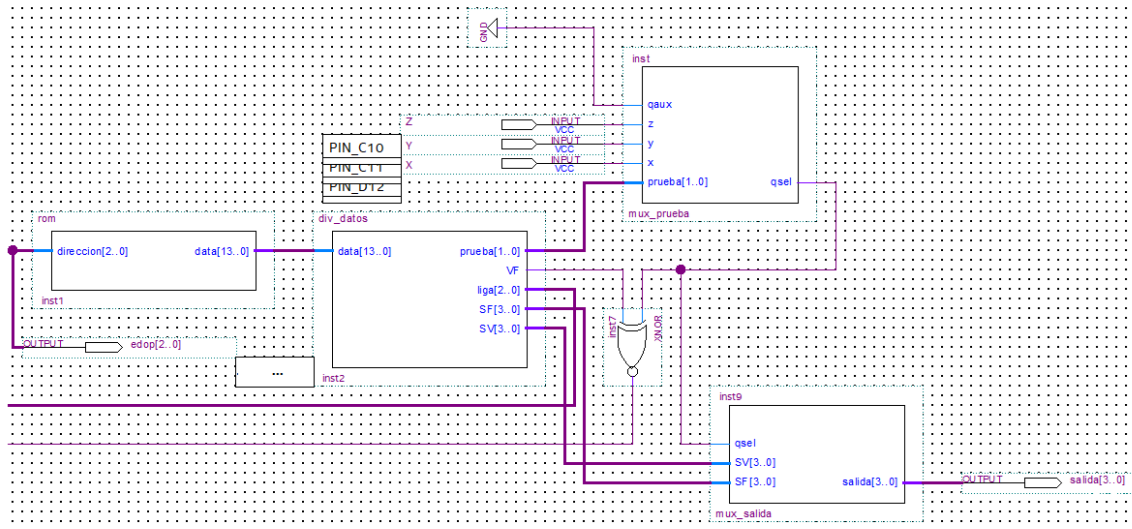 GND
inst
qaux
z
y
x
prueba[1..0]
qsel
mux_prueba
Z
INPUT
VCC
Y
INPUT
VCC
X
INPUT
VCC
PIN_C10
PIN_C11
PIN_D12
rom
direccion[2..0]
data[13..0]
inst1
div_datos
data[13..0]
prueba[1..0]
VF
liga[2..0]
SF[3..0]
SV[3..0]
inst2
OUTPUT
edop[2..0]
...
inst7
XNOR
inst9
qsel
SV[3..0]
SF[3..0]
salida[3..0]
mux_salida
OUTPUT
salida[3..0]